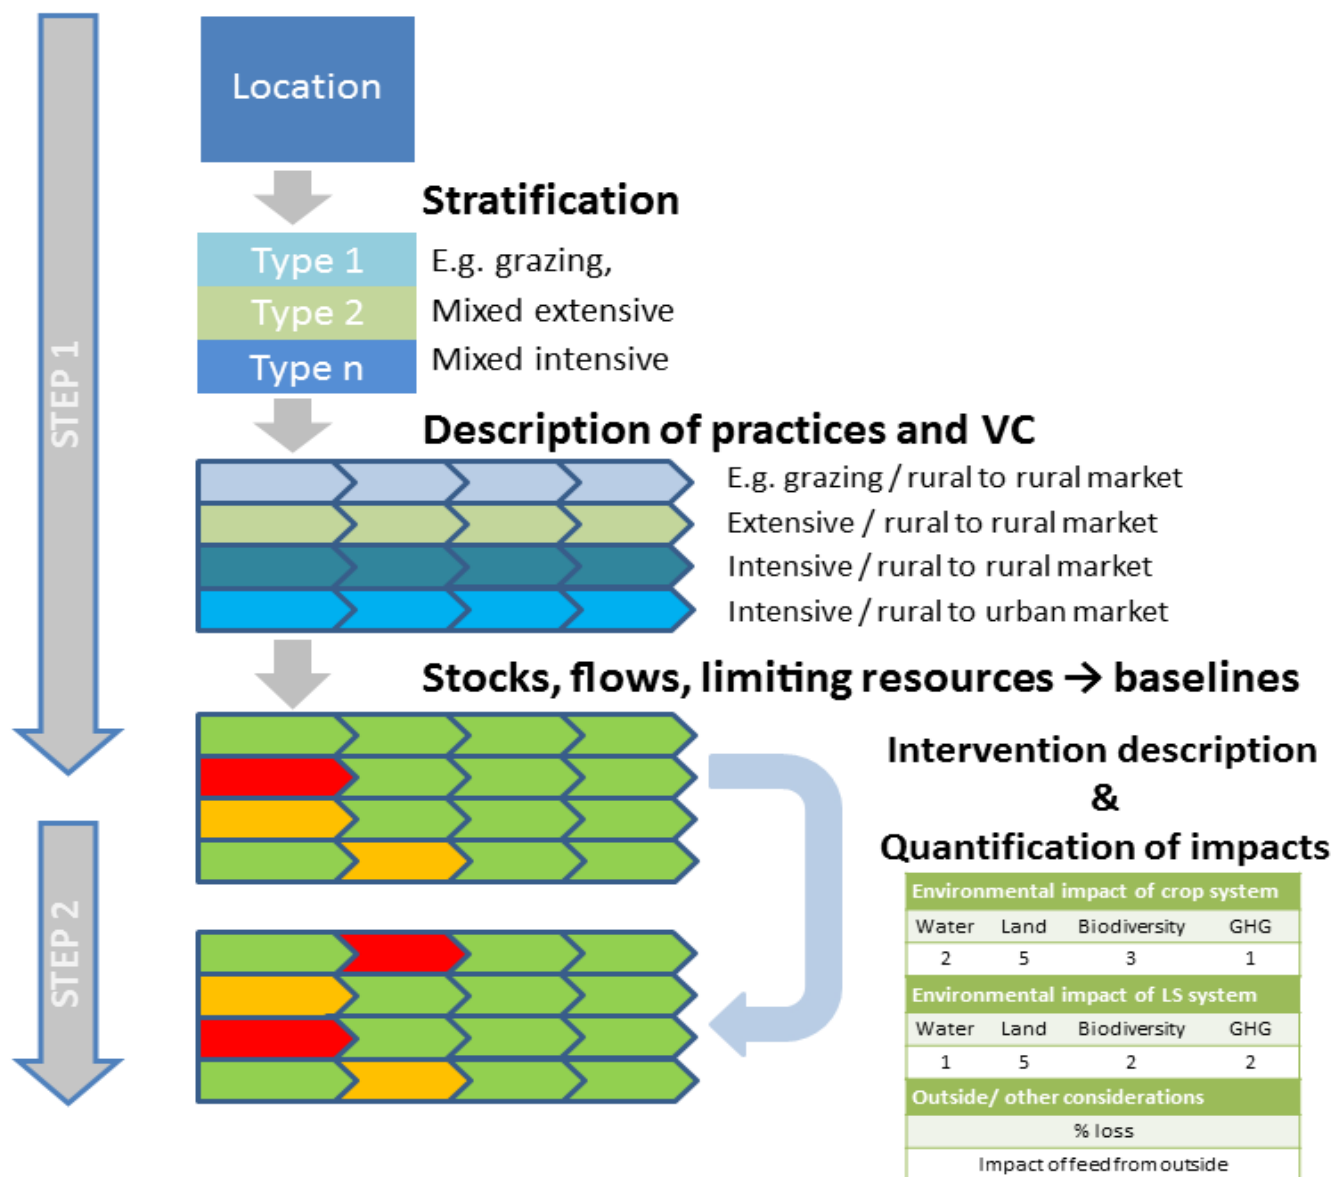 STEP 1
Location
Stratification
Type 1
E.g. grazing,
Type 2
Mixed extensive
Type n
Mixed intensive
Description of practices and VC
E.g. grazing / rural to rural market
Extensive / rural to rural market
Intensive / rural to rural market
Intensive / rural to urban market
Stocks, flows, limiting resources → baselines
STEP 2
Intervention description
&
Quantification of impacts
Environmental impact of crop system
Water Land Biodiversity GHG
2 5 3 1
Environmental impact of LS system
Water Land Biodiversity GHG
1 5 2 2
Outside/ other considerations
% loss
Impact of feed from outside